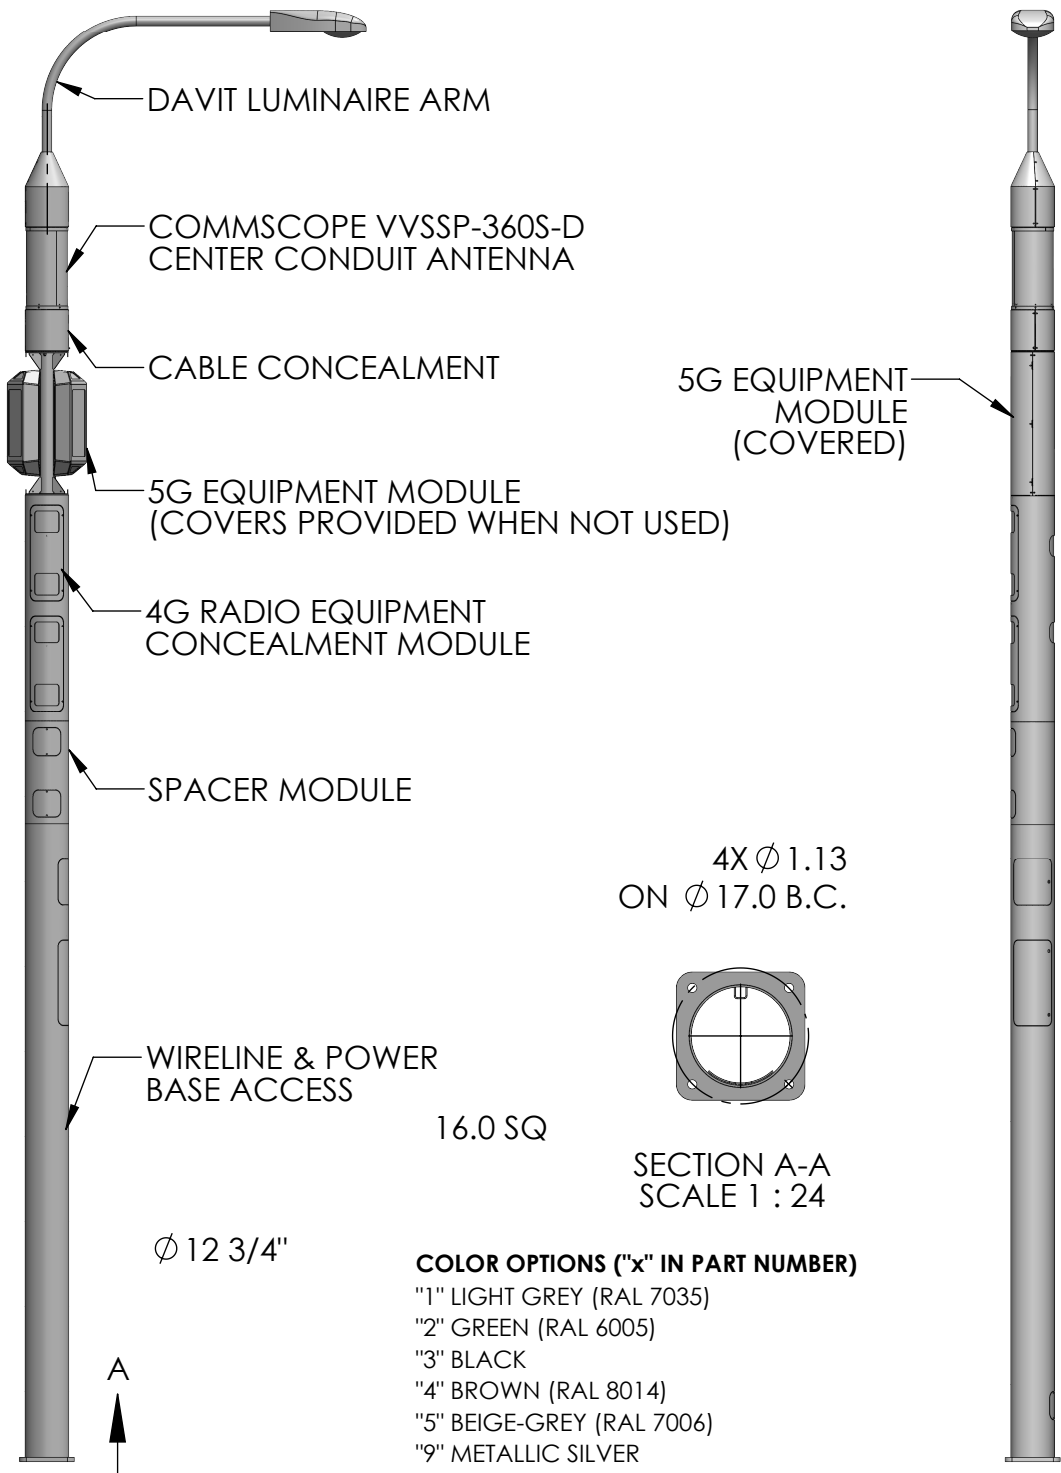 DAVIT LUMINAIRE ARM
COMMSCOPE VVSSP-360S-D
CENTER CONDUIT ANTENNA
CABLE CONCEALMENT
5G EQUIPMENT
MODULE
(COVERED)
5G EQUIPMENT MODULE
(COVERS PROVIDED WHEN NOT USED)
4G RADIO EQUIPMENT
CONCEALMENT MODULE
SPACER MODULE
4X ∅ 1.13
ON ∅ 17.0 B.C.
WIRELINE & POWER
BASE ACCESS
16.0 SQ
SECTION A-A
SCALE 1 : 24
∅ 12 3/4"
COLOR OPTIONS ("x" IN PART NUMBER)
"1" LIGHT GREY (RAL 7035)
"2" GREEN (RAL 6005)
"3" BLACK
"4" BROWN (RAL 8014)
"5" BEIGE-GREY (RAL 7006)
"9" METALLIC SILVER
A